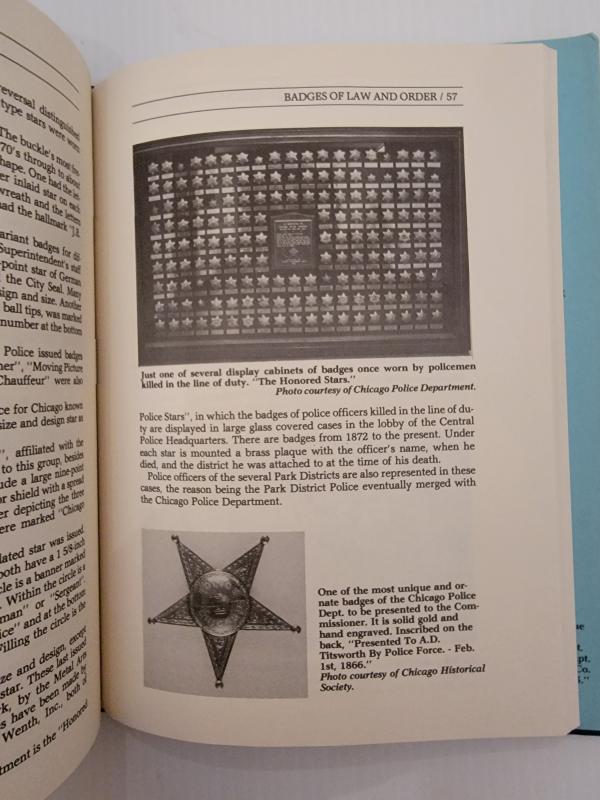 reversal distinguished
type stars were worn
The buckle's most fre-
70's through to about
hape. One had the let-
er inlaid star on each
wreath and the letters
ad the hallmark "J.B.
ariant badges for dif-
Superintendent's staff
-point star of German
d the City Seal. Many
sign and size. Another
ball tips, was marked
number at the bottom
Police issued badges
ner", "Moving Picture
Chauffeur" were also
ce for Chicago known
size and design star as
", affiliated with the
to this group, besides
ude a large nine-point
or shield with a spread
er depicting the three
ere marked "Chicago
lated star was issued.
both have a 1 5/8-inch
cle is a banner marked
Within the circle is a
man" or "Sergeant".
ice" and at the bottom
Filling the circle is the
ze and design, except
star. These last issued
k, by the Metal Arts
es have been made by
Wenth, Inc., both of
tment is the "Honored
BADGES OF LAW AND ORDER / 57
Just one of several display cabinets of badges once worn by policemen
killed in the line of duty. "The Honored Stars."
Photo courtesy of Chicago Police Department.
Police Stars", in which the badges of police officers killed in the line of du-
ty are displayed in large glass covered cases in the lobby of the Central
Police Headquarters. There are badges from 1872 to the present. Under
each star is mounted a brass plaque with the officer's name, when he
died, and the district he was attached to at the time of his death.
Police officers of the several Park Districts are also represented in these
cases, the reason being the Park District Police eventually merged with
the Chicago Police Department.
One of the most unique and or-
nate badges of the Chicago Police
Dept. to be presented to the Com-
missioner. It is solid gold and
hand engraved. Inscribed on the
back, "Presented To A.D.
Titsworth By Police Force. - Feb.
1st, 1866."
Photo courtesy of Chicago Historical
Society.